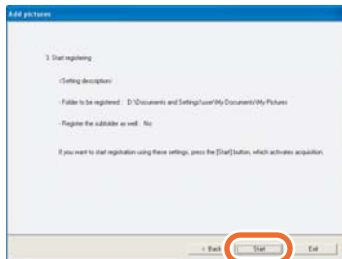 Add pictures
3. Start registering
<Setting description>
- Folder to be registered : D:\Documents and Settings\user\My Documents\My Pictures
- Register the subfolder as well : No
If you want to start registration using these settings, press the [Start] button, which activates acquisition.
< Back Start Exit